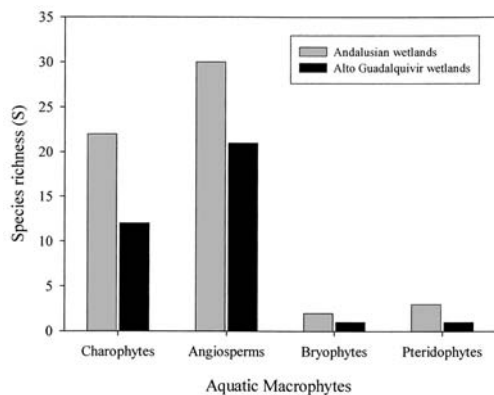 35
30
25
20
15
10
5
0
Species richness (S)
Andalusian wetlands
Alto Guadalquivir wetlands
Charophytes
Angiosperms
Bryophytes
Pteridophytes
Aquatic Macrophytes